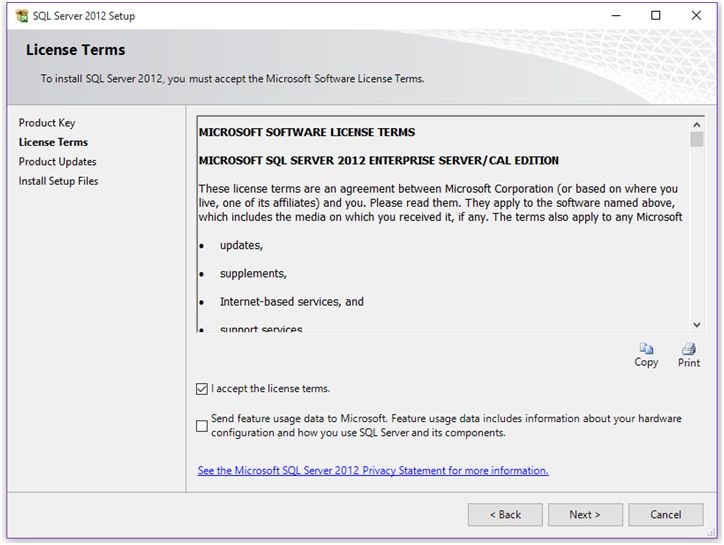 SQL Server 2012 Setup
License Terms
To install SQL Server 2012, you must accept the Microsoft Software License Terms.
Product Key
License Terms
Product Updates
Install Setup Files
MICROSOFT SOFTWARE LICENSE TERMS
MICROSOFT SQL SERVER 2012 ENTERPRISE SERVER/CAL EDITION
These license terms are an agreement between Microsoft Corporation (or based on where you
live, one of its affiliates) and you. Please read them. They apply to the software named above,
which includes the media on which you received it, if any. The terms also apply to any Microsoft
• updates,
• supplements,
• Internet-based services, and
• support services
Copy
Print
I accept the license terms.
Send feature usage data to Microsoft. Feature usage data includes information about your hardware
configuration and how you use SQL Server and its components.
See the Microsoft SQL Server 2012 Privacy Statement for more information.
< Back
Next >
Cancel